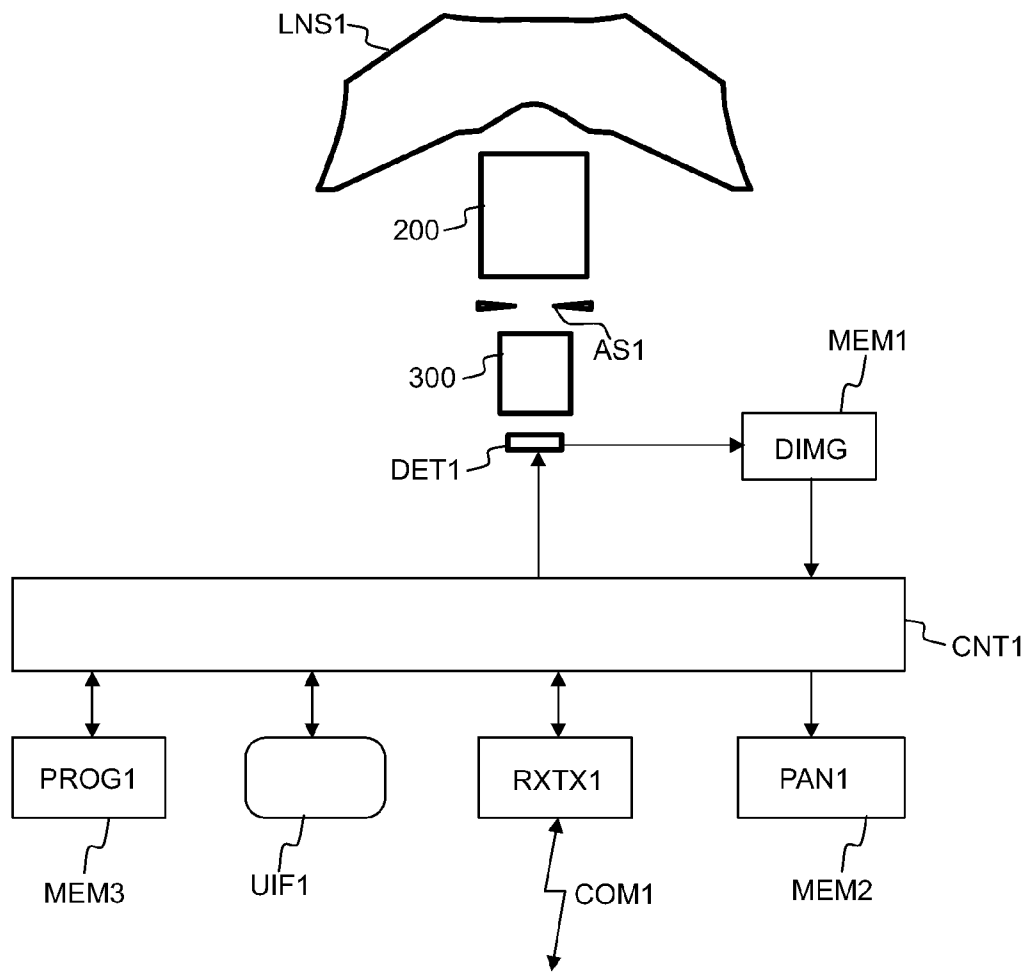 LNS1
200
AS1
MEM1
300
DIMG
DET1
CNT1
PROG1
RXTX1
PAN1
MEM3
UIF1
COM1
MEM2